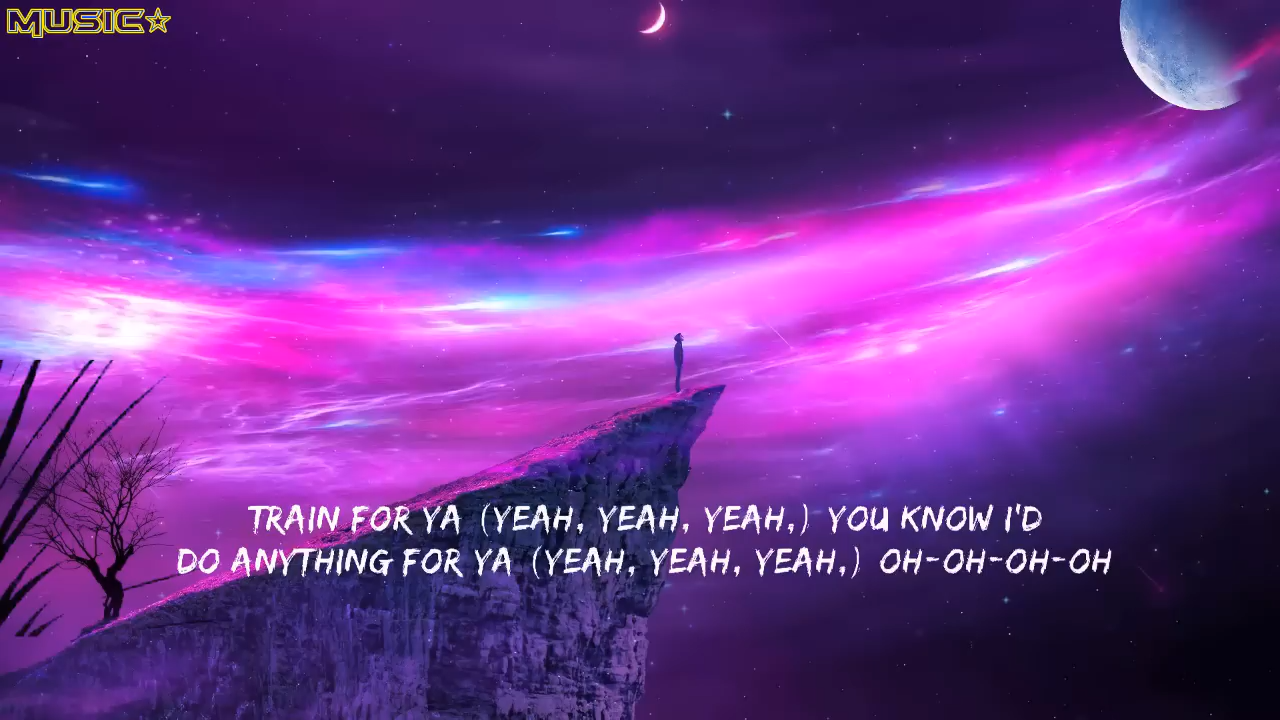 MUSIC☆
TRAIN FOR YA (YEAH, YEAH, YEAH,) YOU KNOW I'D
DO ANYTHING FOR YA (YEAH, YEAH, YEAH,) OH-OH-OH-OH